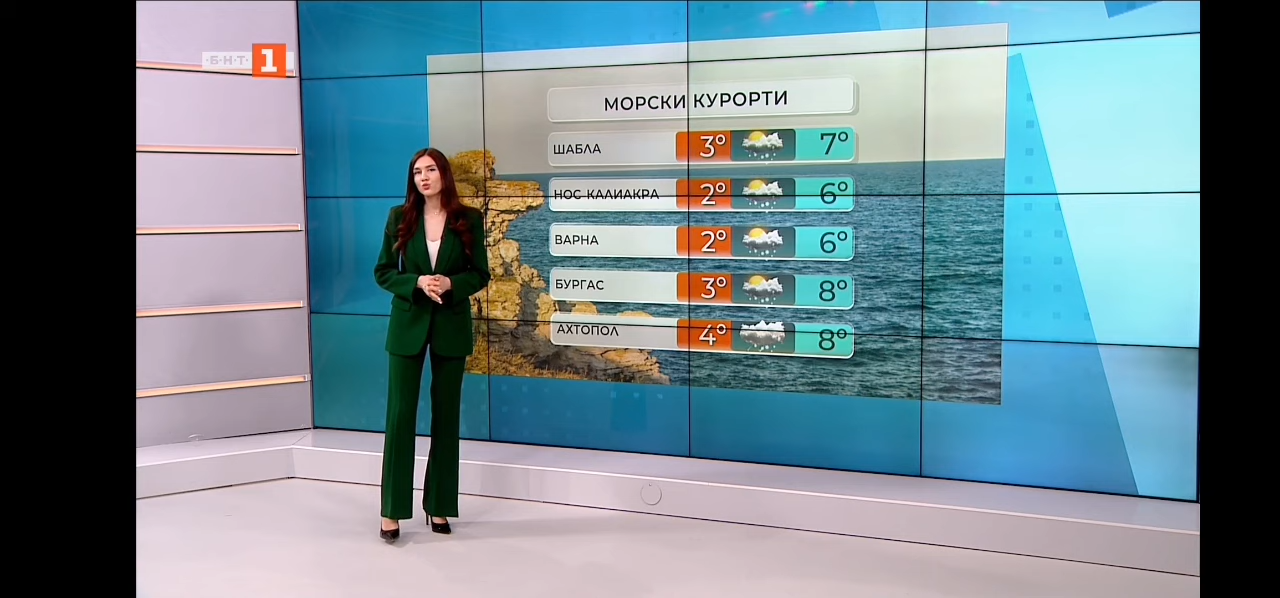 БНТ 1
МОРСКИ КУРОРТИ
ШАБЛА 3° 7°
НОС КАЛИАКРА 2° 6°
ВАРНА 2° 6°
БУРГАС 3° 8°
АХТОПОЛ 4° 8°